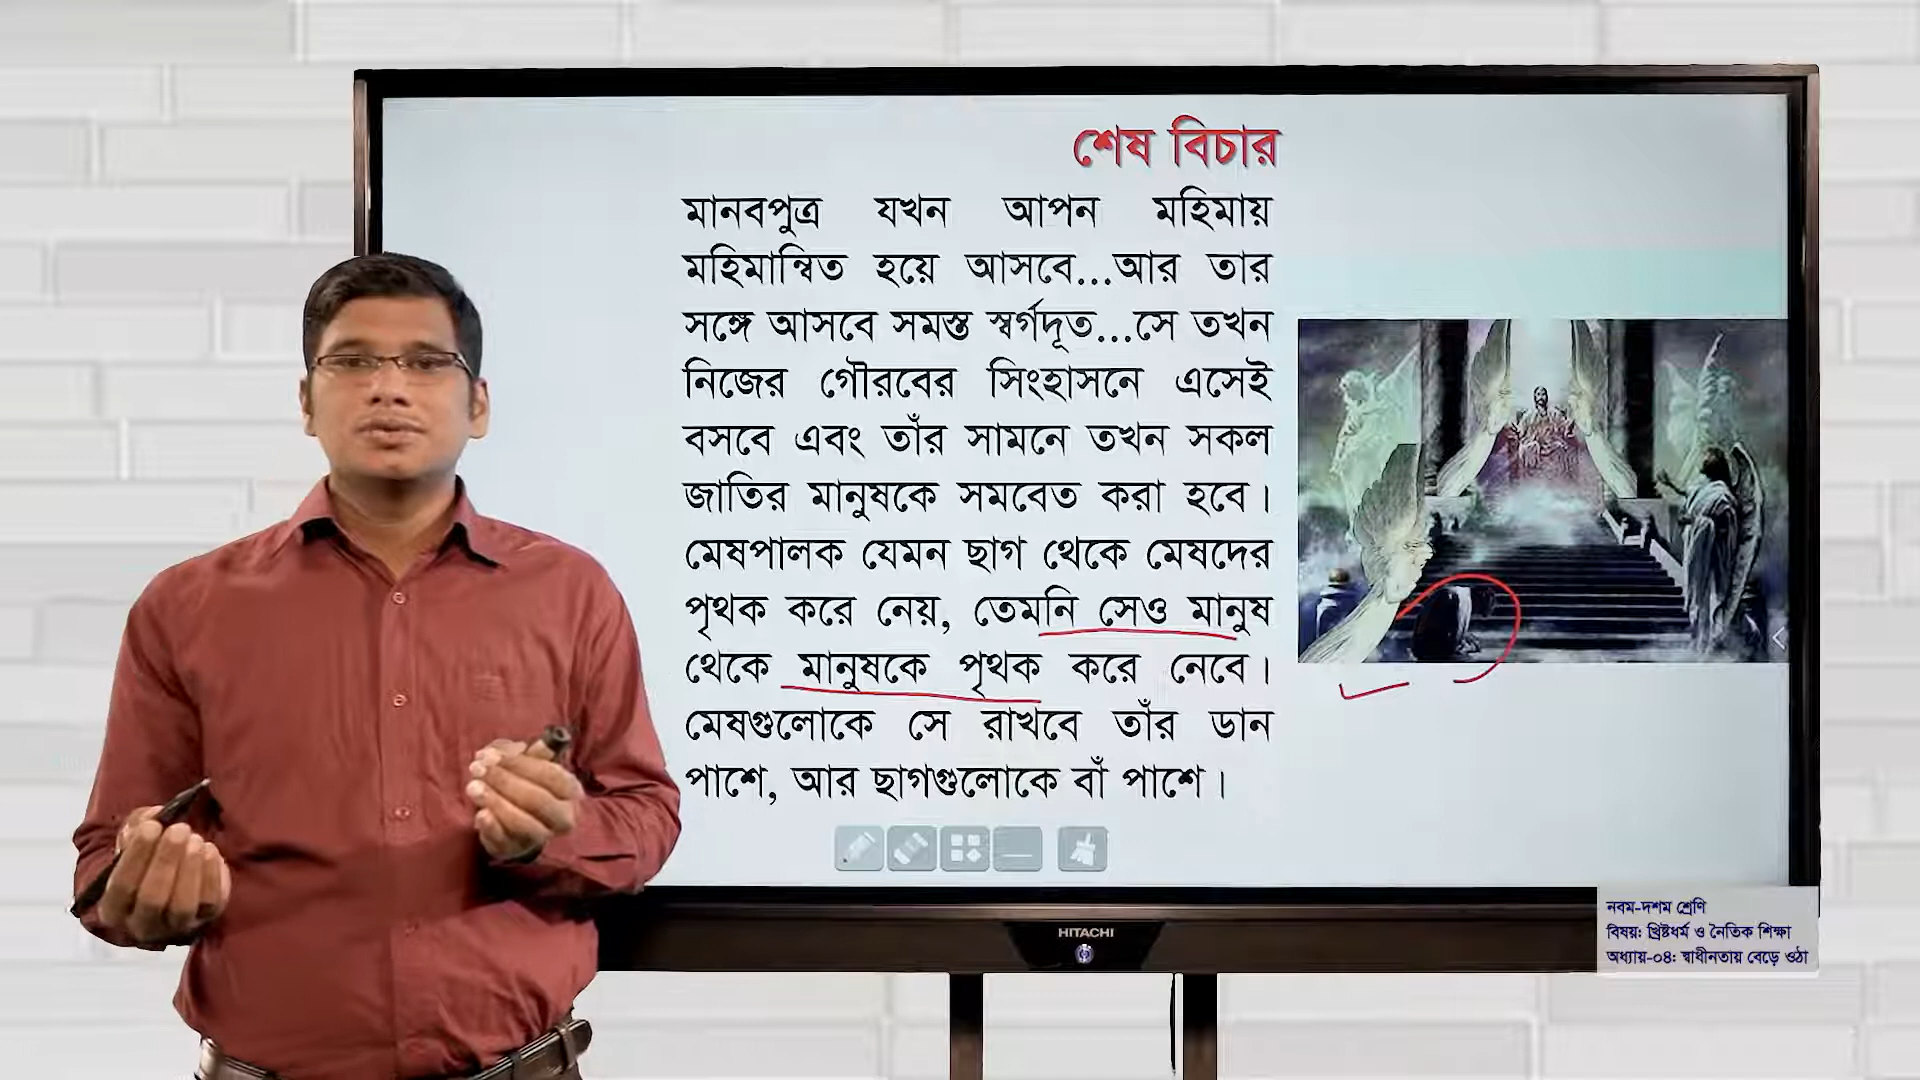 শেষ বিচার
মানবপুত্র যখন আপন মহিমায়
মহিমান্বিত হয়ে আসবে...আর তার
সঙ্গে আসবে সমস্ত স্বর্গদূত...সে তখন
নিজের গৌরবের সিংহাসনে এসেই
বসবে এবং তাঁর সামনে তখন সকল
জাতির মানুষকে সমবেত করা হবে।
মেষপালক যেমন ছাগ থেকে মেষদের
পৃথক করে নেয়, তেমনি সেও মানুষ
থেকে মানুষকে পৃথক করে নেবে।
মেষগুলোকে সে রাখবে তাঁর ডান
পাশে, আর ছাগগুলোকে বাঁ পাশে।
HITACHI
নবম-দশম শ্রেণি
বিষয়: খ্রিষ্টধর্ম ও নৈতিক শিক্ষা
অধ্যায়-০৪: স্বাধীনতায় বেড়ে ওঠা